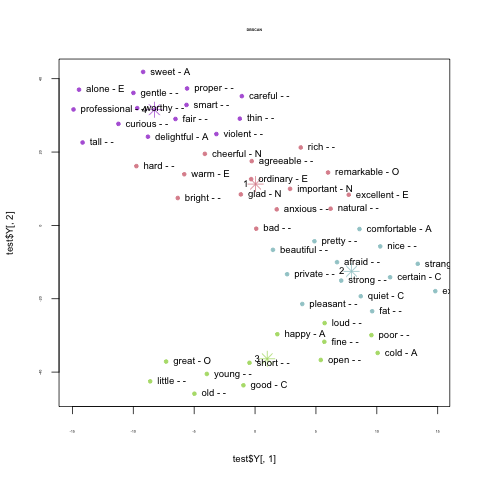 DBSCAN
sweet - A
alone - E
gentle - -
proper - -
careful - -
professional - -
worthy - -
smart - -
4
curious - -
fair - -
thin - -
tall - -
delightful - A
violent - -
rich - -
cheerful - N
agreeable - -
hard - -
warm - E
ordinary - E
remarkable - O
1
important - N
bright - -
glad - N
excellent - E
anxious - -
natural - -
bad - -
comfortable - A
pretty - -
nice - -
beautiful - -
afraid - -
strang
2
private - -
strong - -
certain - C
ex
quiet - C
pleasant - -
fat - -
loud - -
happy - A
poor - -
fine - -
cold - A
great - O
3
short - -
open - -
little - -
young - -
good - C
old - -
test$Y[, 1]
test$Y[, 2]